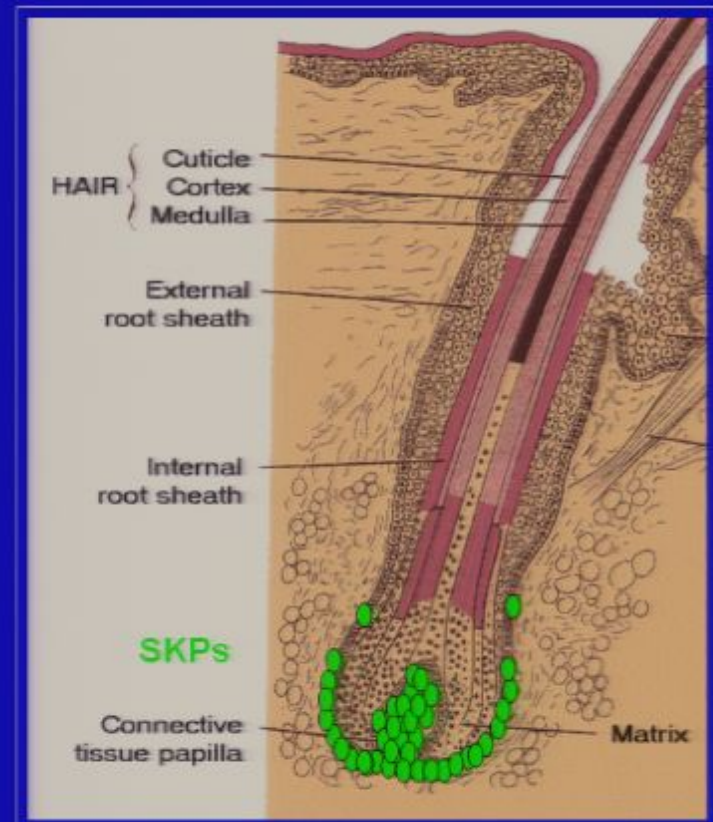 HAIR
Cuticle
Cortex
Medulla
External
root sheath
Internal
root sheath
SKPs
Connective
tissue papilla
Matrix